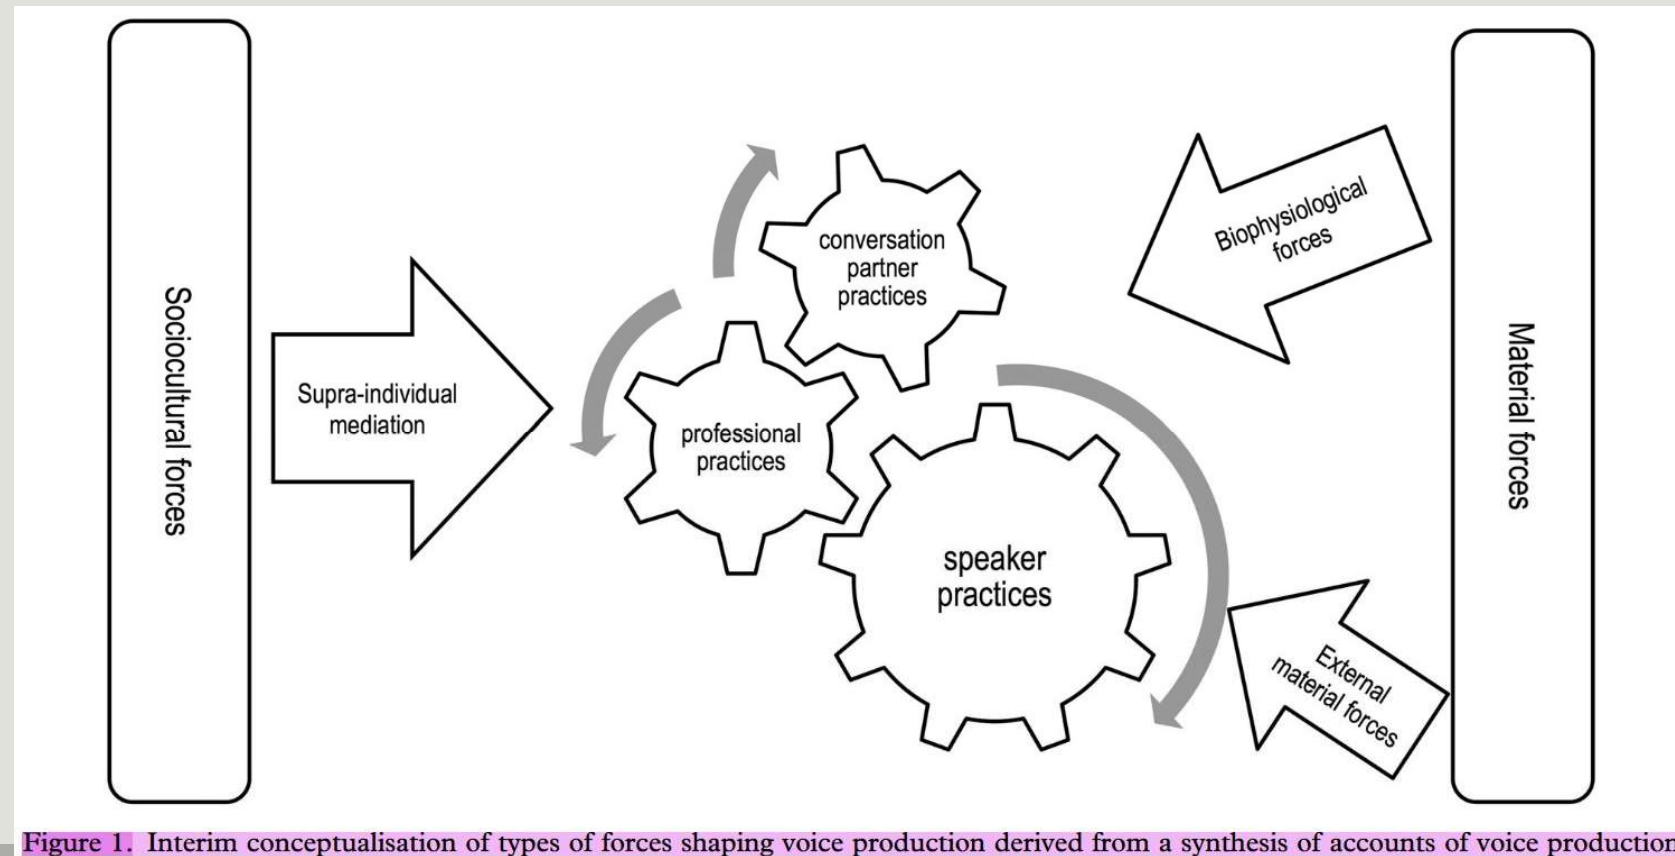 Sociocultural forces
Supra-individual
mediation
conversation
partner
practices
professional
practices
speaker
practices
Biophysiological
forces
External
material forces
Material forces
Figure 1. Interim conceptualisation of types of forces shaping voice production derived from a synthesis of accounts of voice production